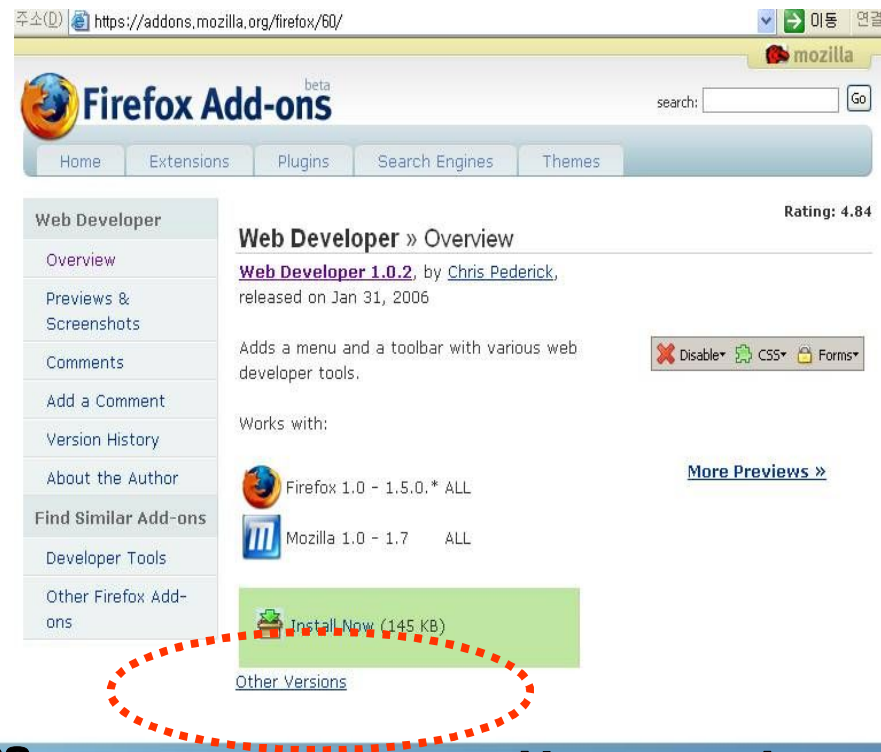 주소(D) https://addons.mozilla.org/firefox/60/ 이동 연결
mozilla
Firefox Add-ons beta
search: Go
Home Extensions Plugins Search Engines Themes
Rating: 4.84
Web Developer
Overview
Previews &
Screenshots
Comments
Add a Comment
Version History
About the Author
Find Similar Add-ons
Developer Tools
Other Firefox Add-
ons
Web Developer » Overview
Web Developer 1.0.2, by Chris Pederick,
released on Jan 31, 2006
Adds a menu and a toolbar with various web
developer tools.
Works with:
Firefox 1.0 - 1.5.0.* ALL
Mozilla 1.0 - 1.7 ALL
Install Now (145 KB)
Other Versions
Disable CSS Forms
More Previews »